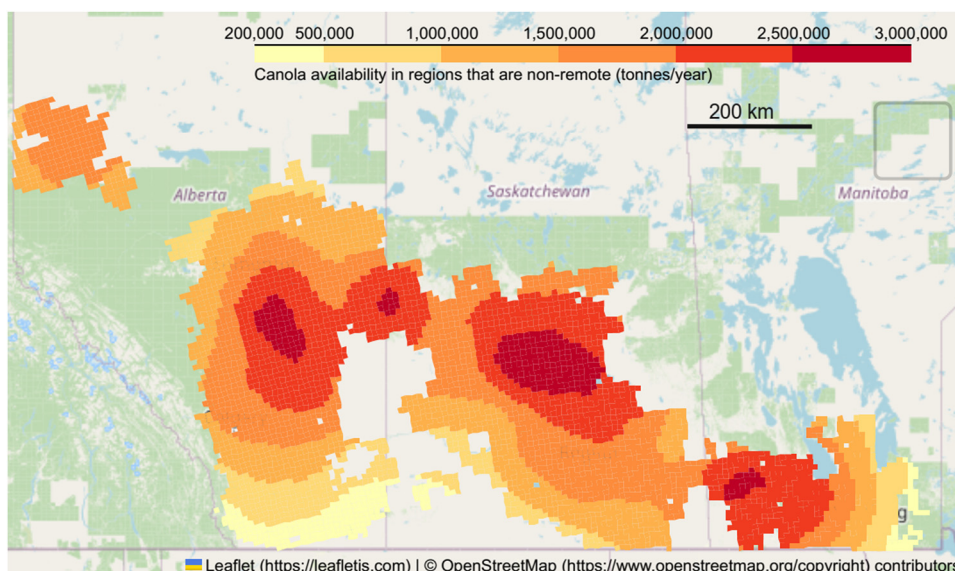 200,000 500,000 1,000,000 1,500,000 2,000,000 2,500,000 3,000,000
Canola availability in regions that are non-remote (tonnes/year)
200 km
Alberta
Saskatchewan
Manitoba
g
Leaflet (https://leafletjs.com) | © OpenStreetMap (https://www.openstreetmap.org/copyright) contributors